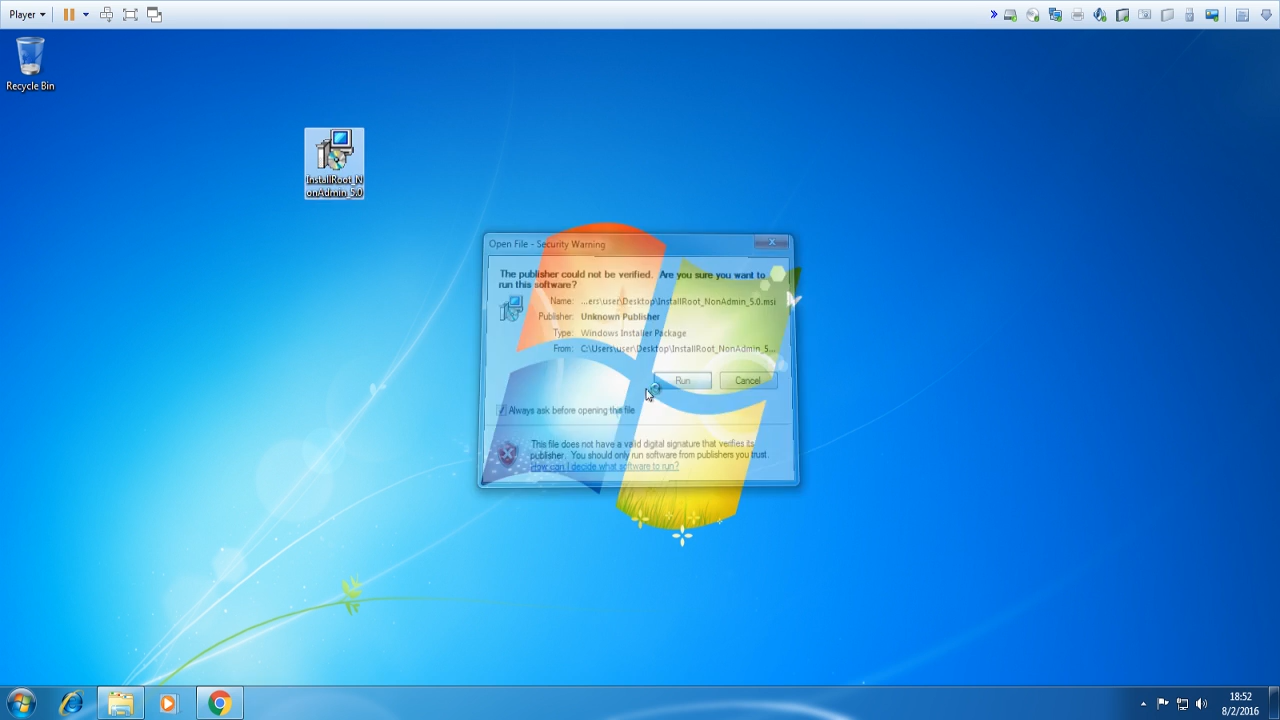 Player
Recycle Bin
InstallRoot_N
onAdmin_5.0
Open File - Security Warning
The publisher could not be verified. Are you sure you want to
run this software?
Name: ...ers\user\Desktop\InstallRoot_NonAdmin_5.0.msi
Publisher: Unknown Publisher
Type: Windows Installer Package
From: C:\Users\user\Desktop\InstallRoot_NonAdmin_5...
Run Cancel
Always ask before opening this file
This file does not have a valid digital signature that verifies its
publisher. You should only run software from publishers you trust.
How can I decide what software to run?
18:52
8/2/2016